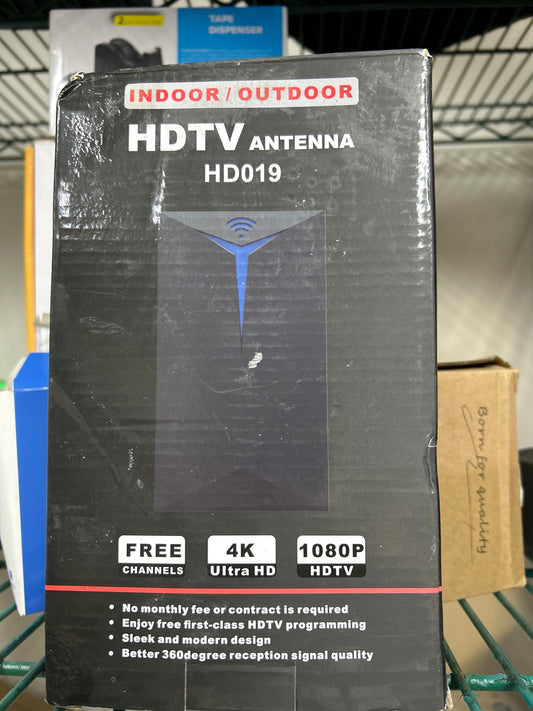 2
TAPE
DISPENSER
INDOOR / OUTDOOR
HDTV ANTENNA
HD019
FREE
CHANNELS
4K
Ultra HD
1080P
HDTV
• No monthly fee or contract is required
• Enjoy free first-class HDTV programming
• Sleek and modern design
• Better 360degree reception signal quality
Born for quality